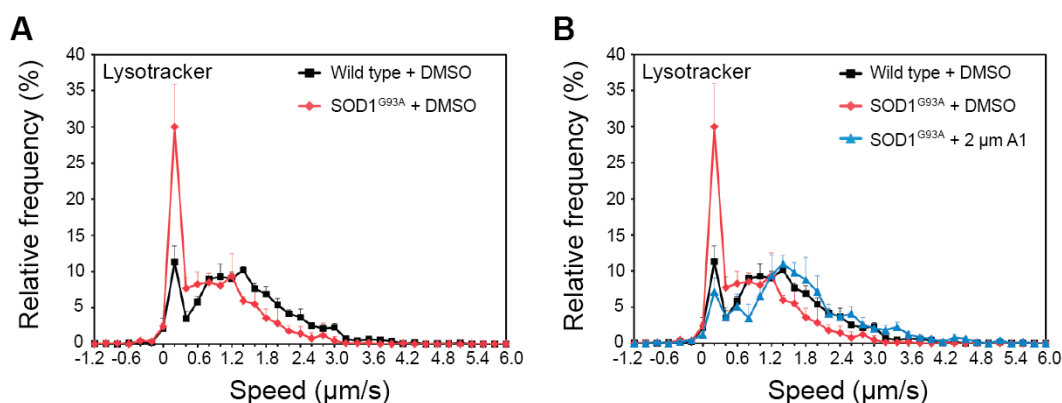 A
B
Lysotracker
Wild type + DMSO
SOD1G93A + DMSO
Relative frequency (%)
40
35
30
25
20
15
10
5
0
-1.2 -0.6 0 0.6 1.2 1.8 2.4 3.0 3.6 4.2 4.8 5.4 6.0
Speed (µm/s)
Lysotracker
Wild type + DMSO
SOD1G93A + DMSO
SOD1G93A + 2 µm A1
Relative frequency (%)
40
35
30
25
20
15
10
5
0
-1.2 -0.6 0 0.6 1.2 1.8 2.4 3.0 3.6 4.2 4.8 5.4 6.0
Speed (µm/s)